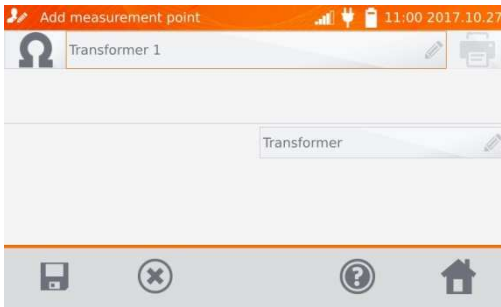 Add measurement point 11:00 2017.10.27
Transformer 1
Transformer